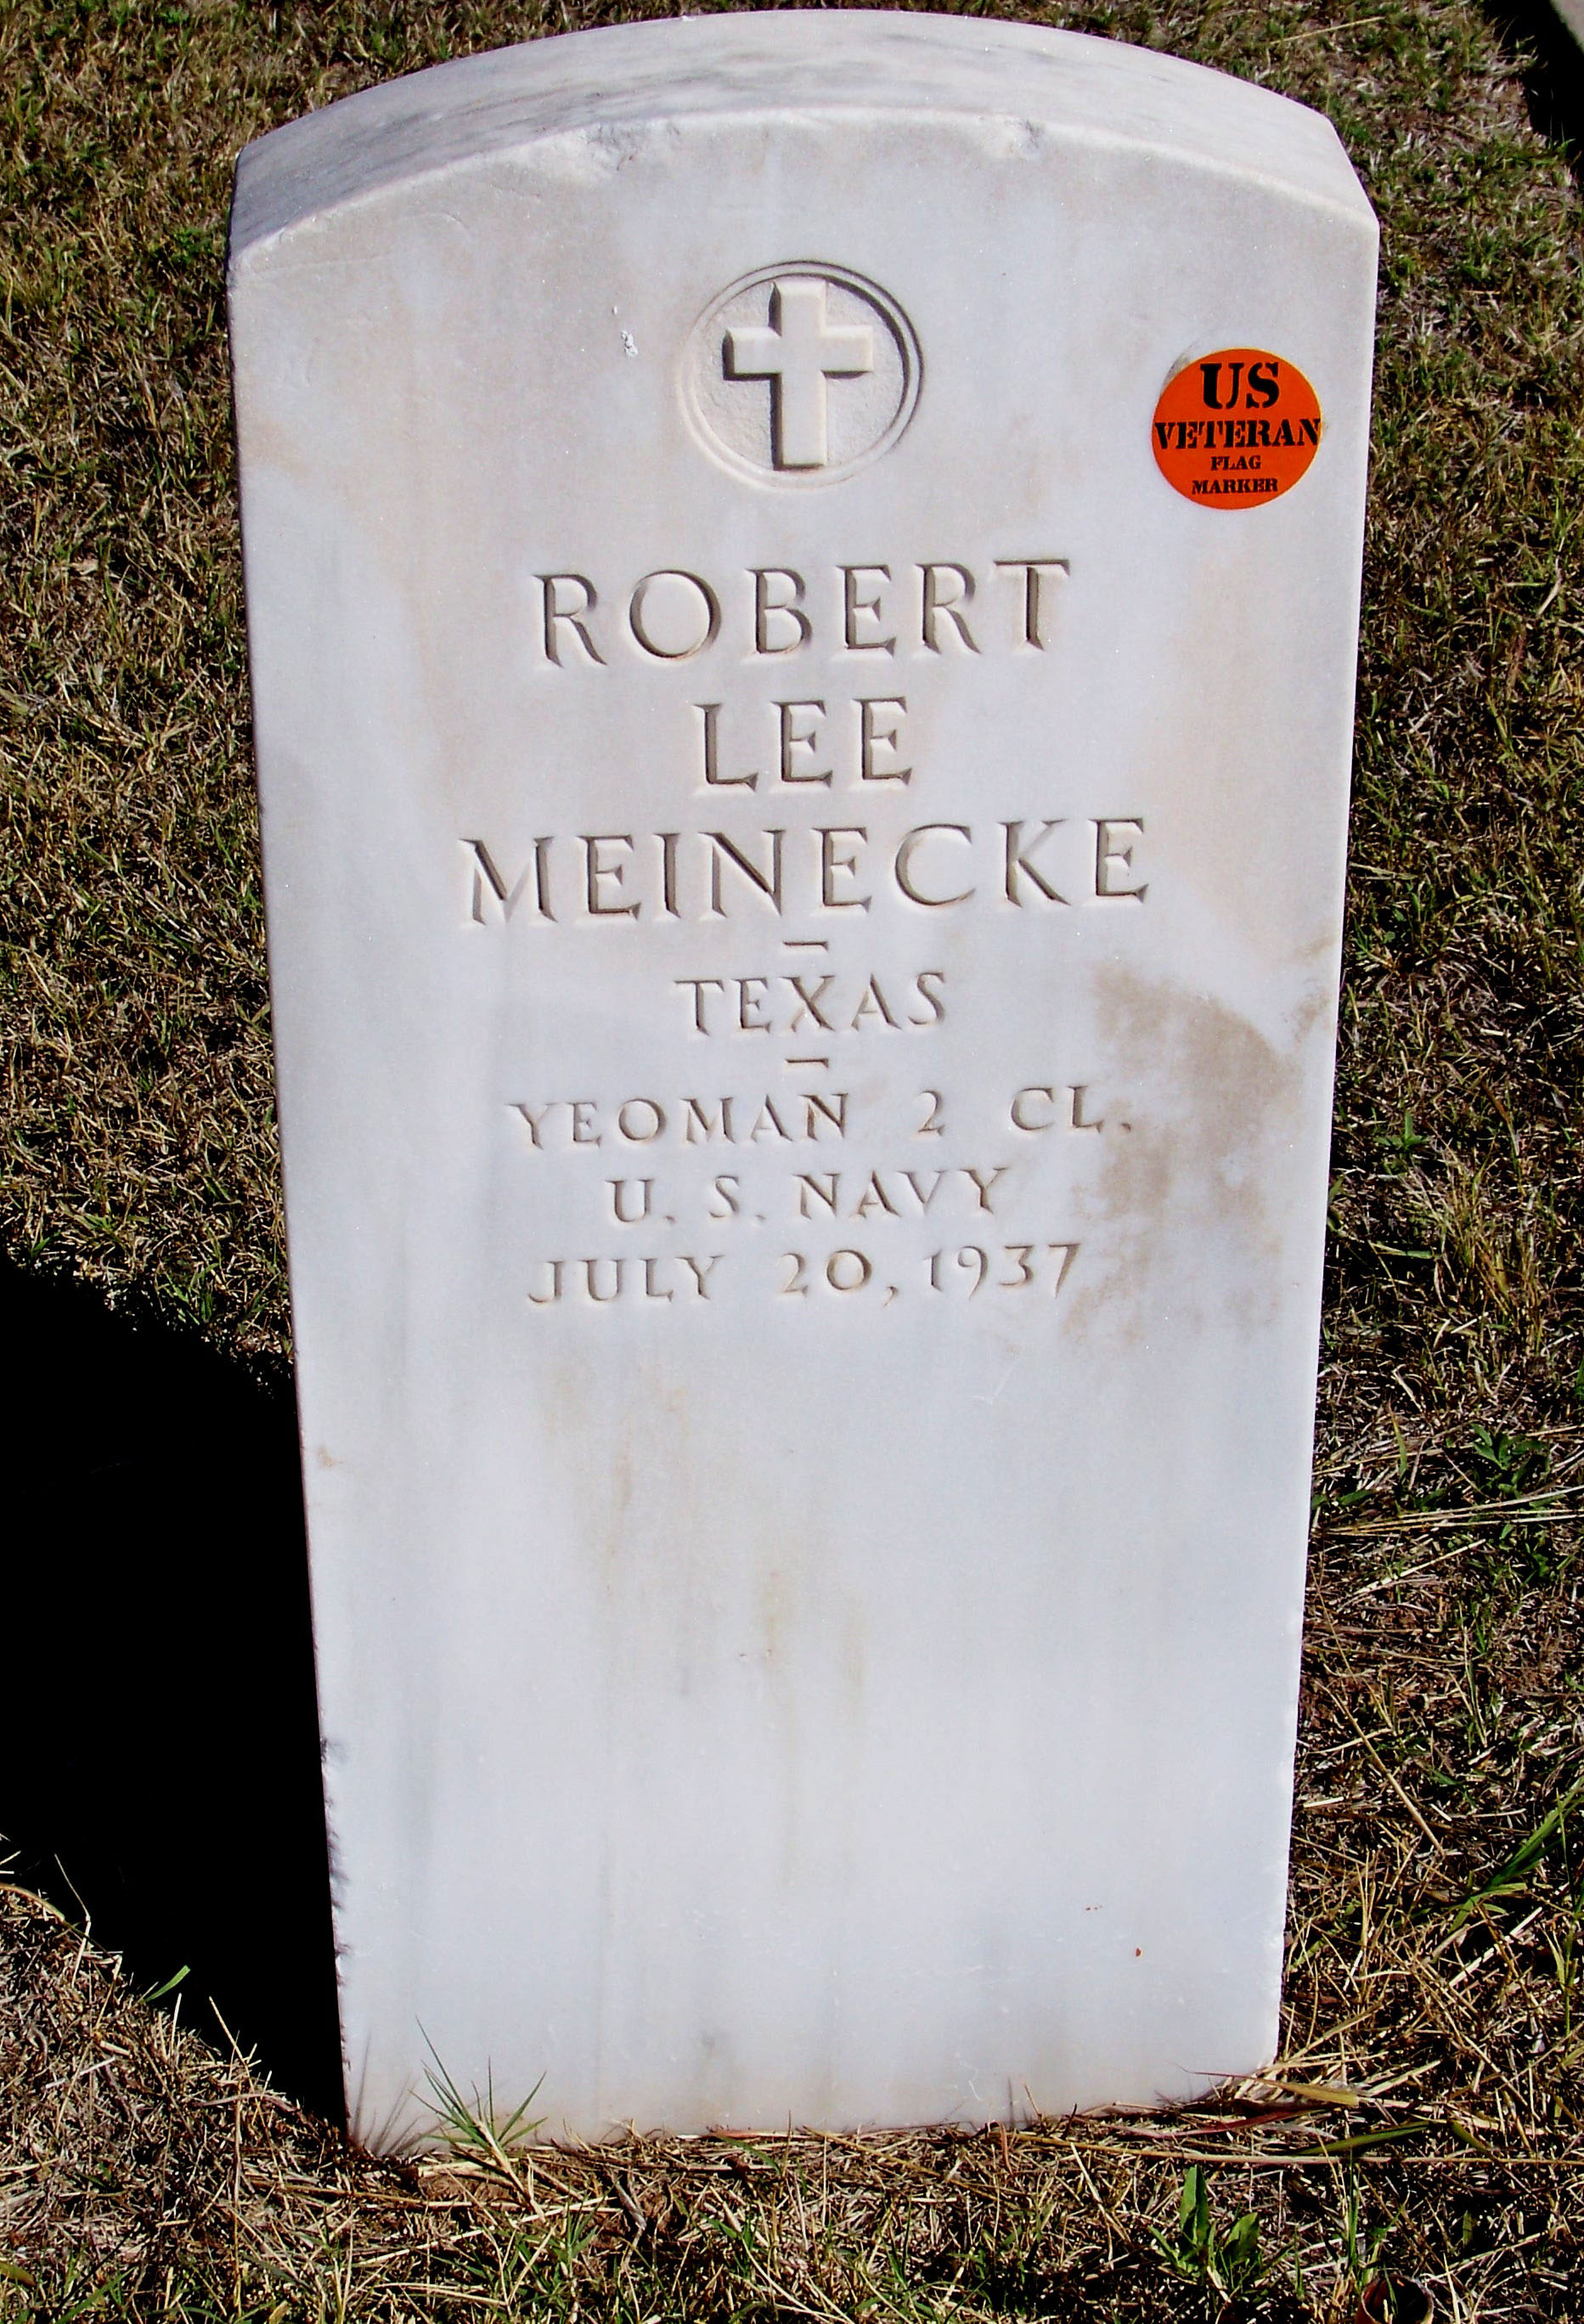 US
VETERAN
FLAG
MARKER
ROBERT
LEE
MEINECKE
–
TEXAS
–
YEOMAN 2 CL.
U. S. NAVY
JULY 20, 1937